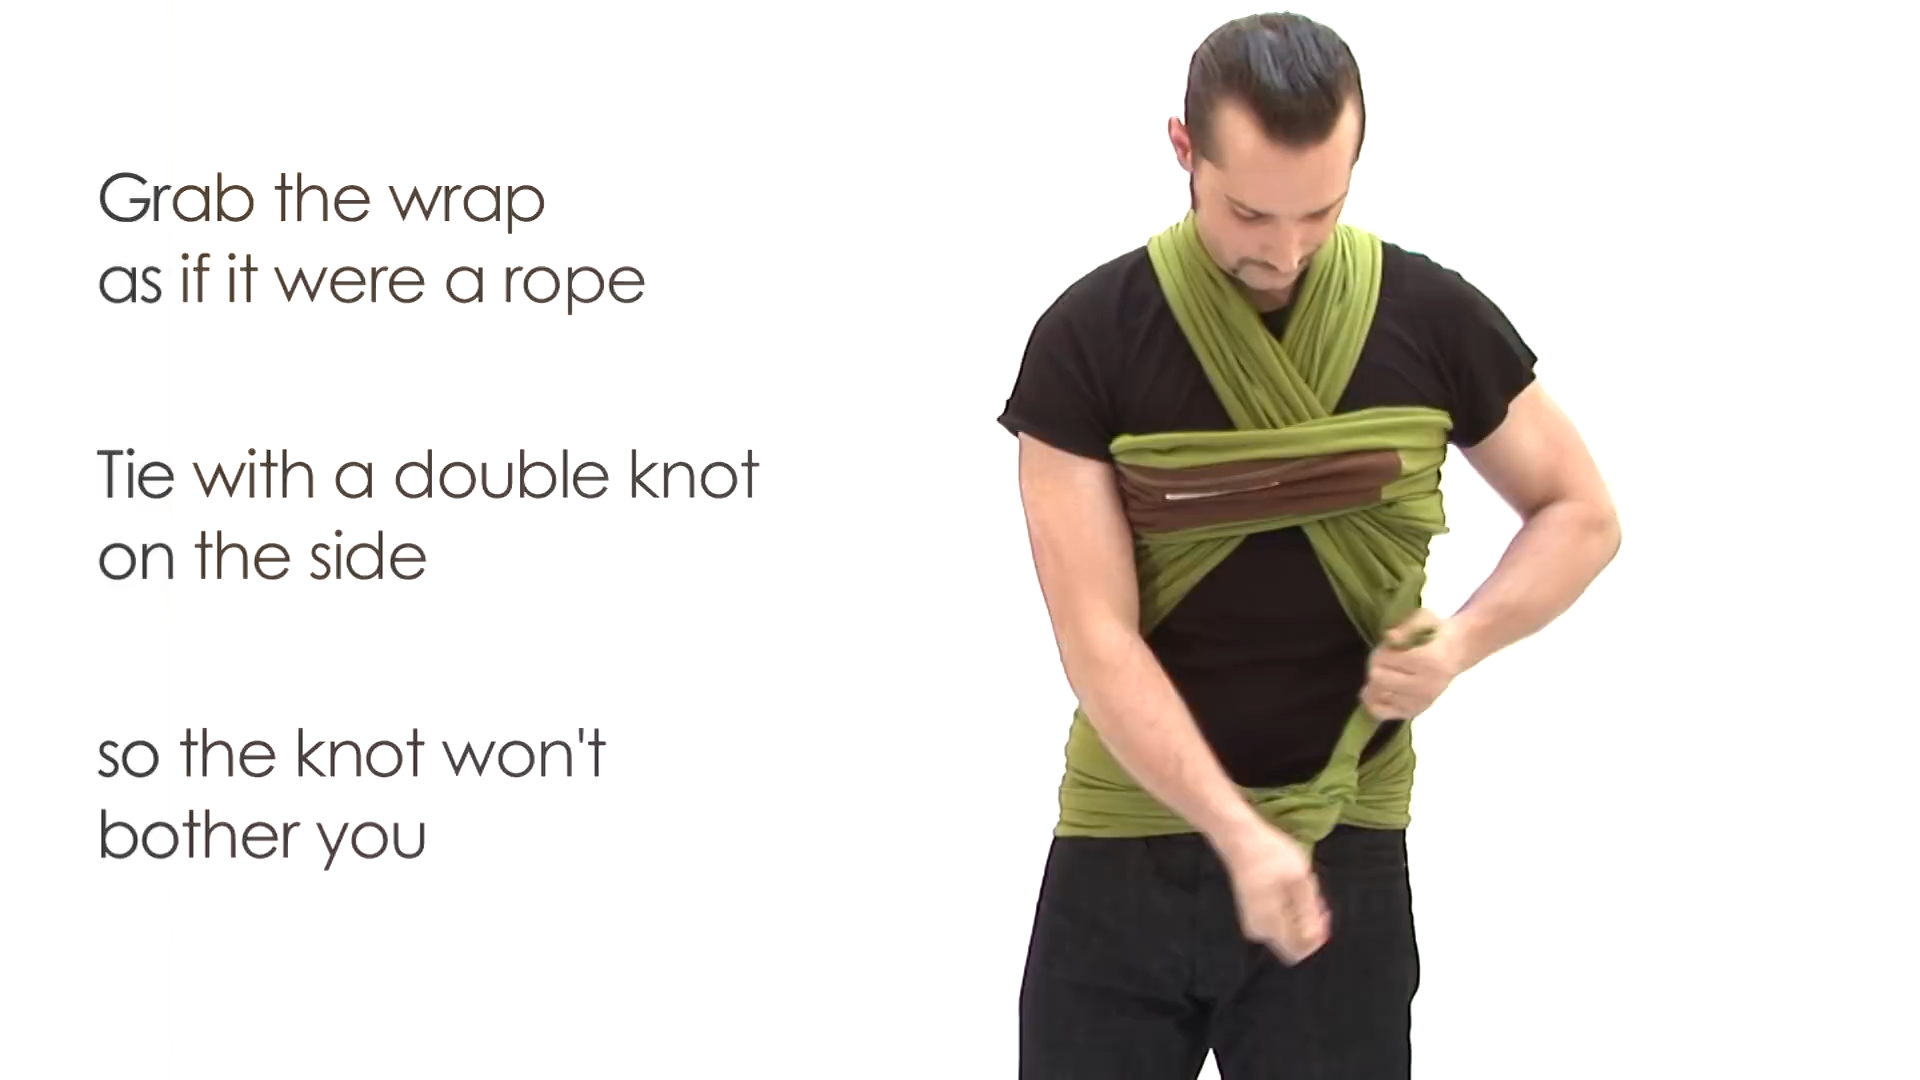 Grab the wrap
as if it were a rope
Tie with a double knot
on the side
so the knot won't
bother you